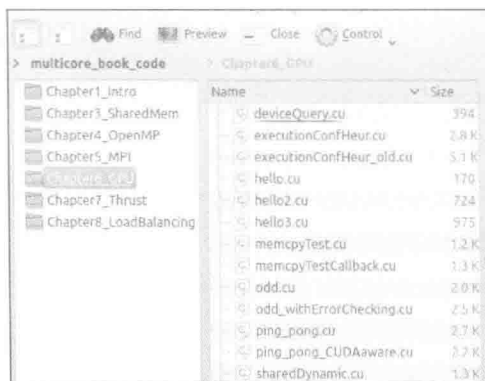 Find Preview Close Control
> multicore_book_code > Chapter6_GPU
Chapter1_Intro
Chapter3_SharedMem
Chapter4_OpenMP
Chapter5_MPI
Chapter6_GPU
Chapter7_Thrust
Chapter8_LoadBalancing
Name Size
deviceQuery.cu 394
executionConfHeur.cu 2.8 K
executionConfHeur_old.cu 5.1 K
hello.cu 170
hello2.cu 724
hello3.cu 975
memcpyTest.cu 1.2 K
memcpyTestCallback.cu 1.3 K
odd.cu 2.0 K
odd_withErrorChecking.cu 2.5 K
ping_pong.cu 2.7 K
ping_pong_CUDAaware.cu 2.7 K
sharedDynamic.cu 1.3 K